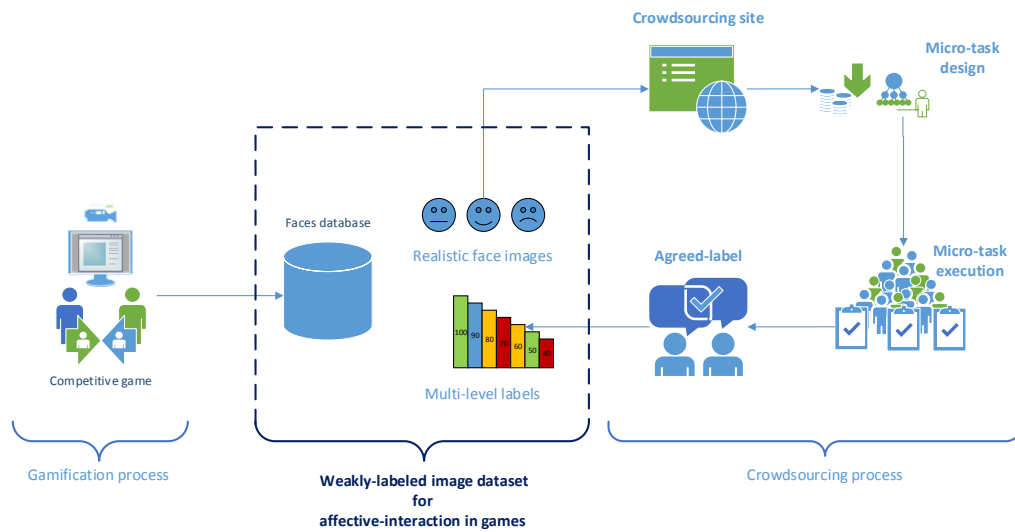 Crowdsourcing site
Micro-task
design
Faces database
Realistic face images
Agreed-label
Micro-task
execution
100
90
80
70
60
50
40
Competitive game
Multi-level labels
Gamification process
Weakly-labeled image dataset
for
affective-interaction in games
Crowdsourcing process